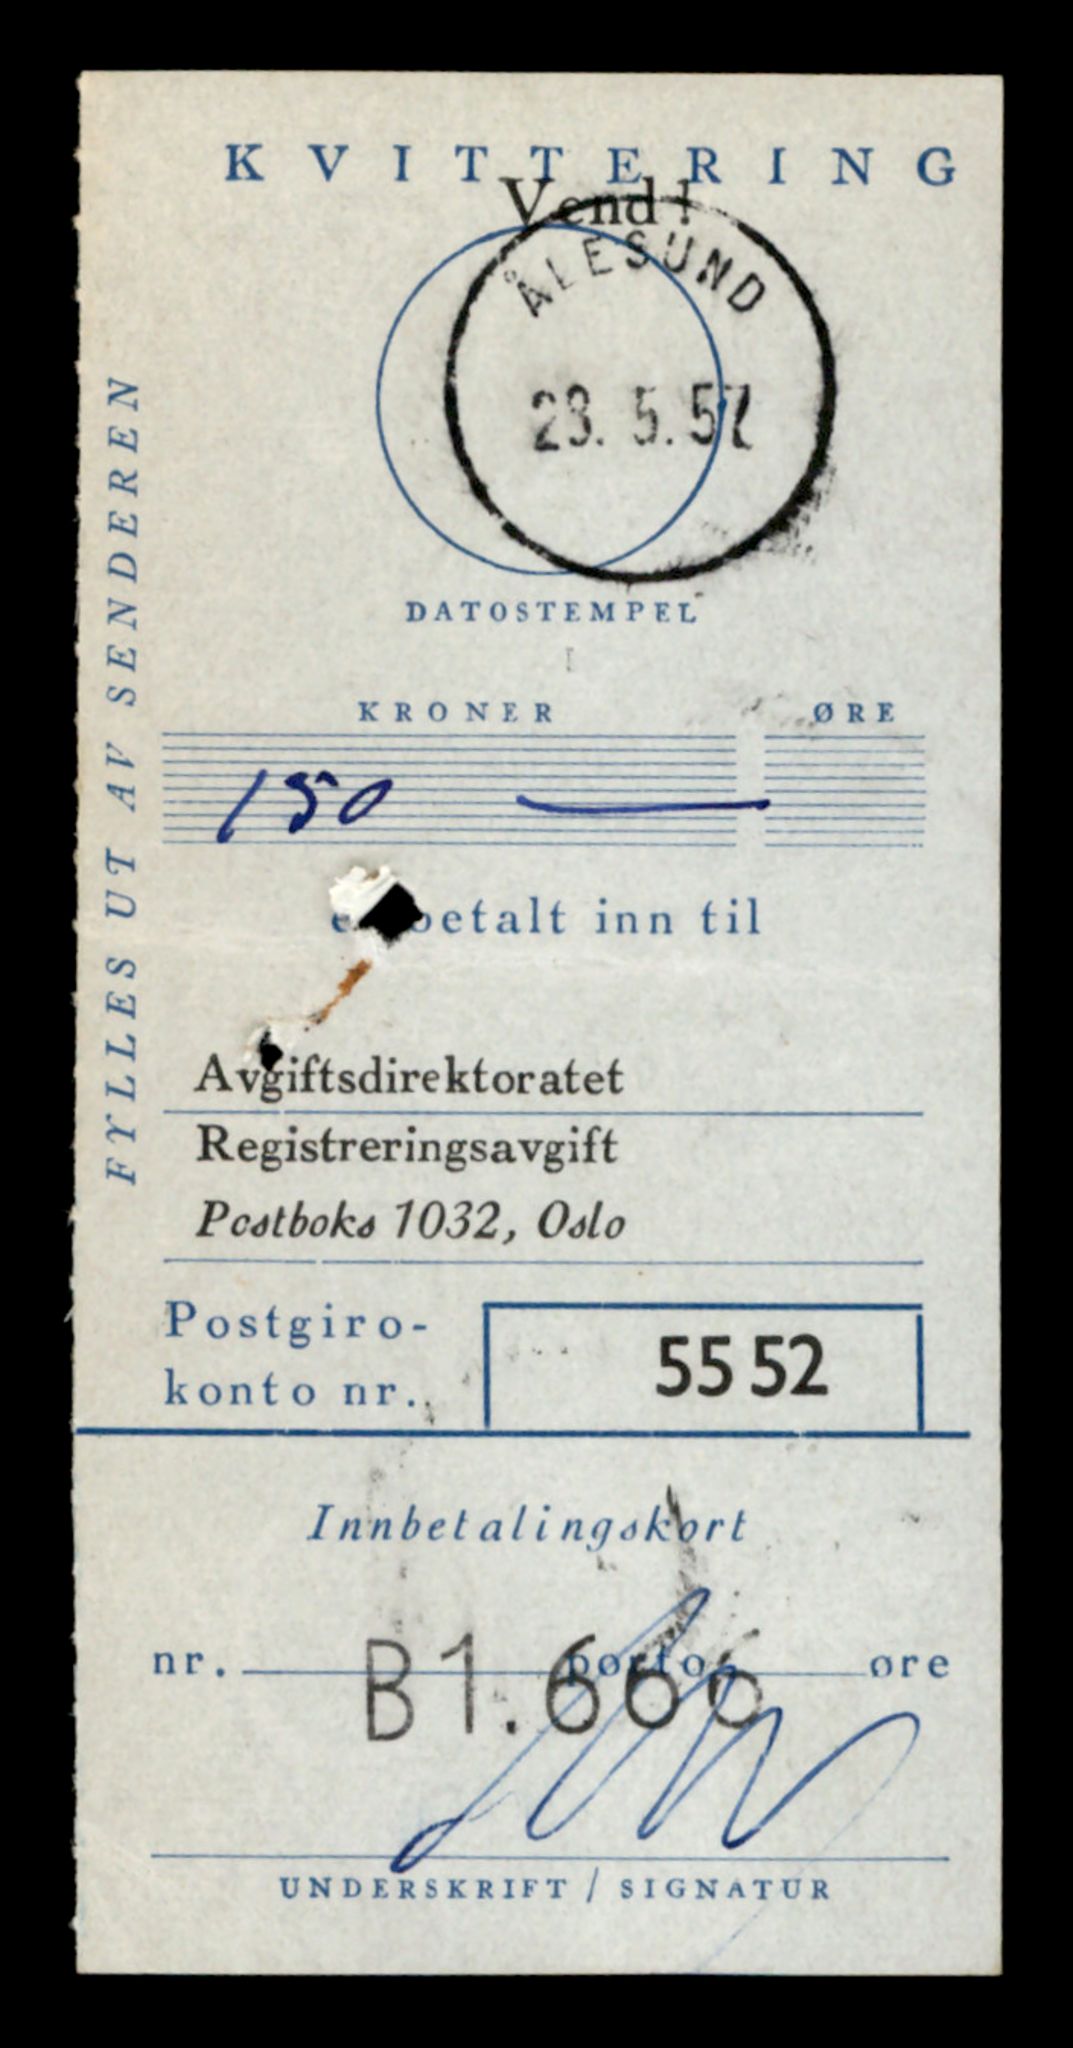 KVITTERING
Vend!
ÅLESUND
23. 5. 57
DATOSTEMPEL
KRONER ØRE
150 —
FYLLES UT AV SENDEREN
betalt inn til
Avgiftsdirektoratet
Registreringsavgift
Postboks 1032, Oslo
Postgiro-
konto nr. 55 52
Innbetalingskort
nr. B1.666 porto øre
UNDERSKRIFT / SIGNATUR